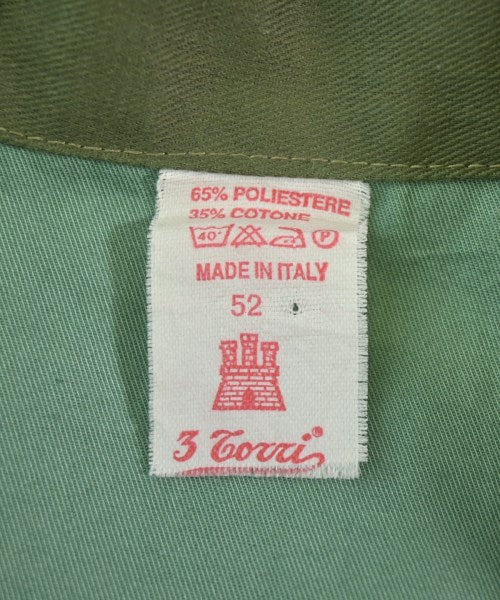 65% POLIESTERE
35% COTONE
40° P
MADE IN ITALY
52
3 Torri